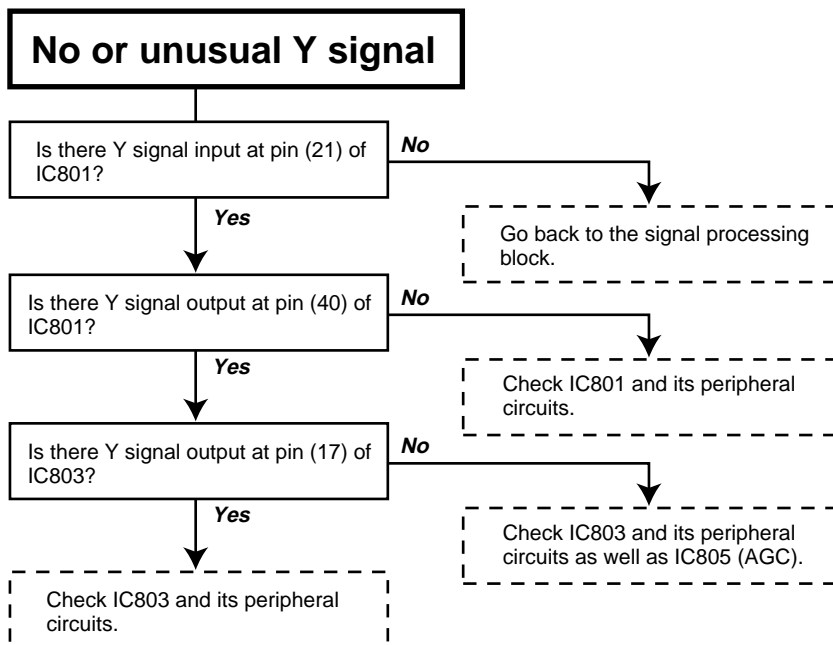 No or unusual Y signal
Is there Y signal input at pin (21) of
IC801?
No
Yes
Go back to the signal processing
block.
Is there Y signal output at pin (40) of
IC801?
No
Yes
Check IC801 and its peripheral
circuits.
Is there Y signal output at pin (17) of
IC803?
No
Yes
Check IC803 and its peripheral
circuits as well as IC805 (AGC).
Check IC803 and its peripheral
circuits.